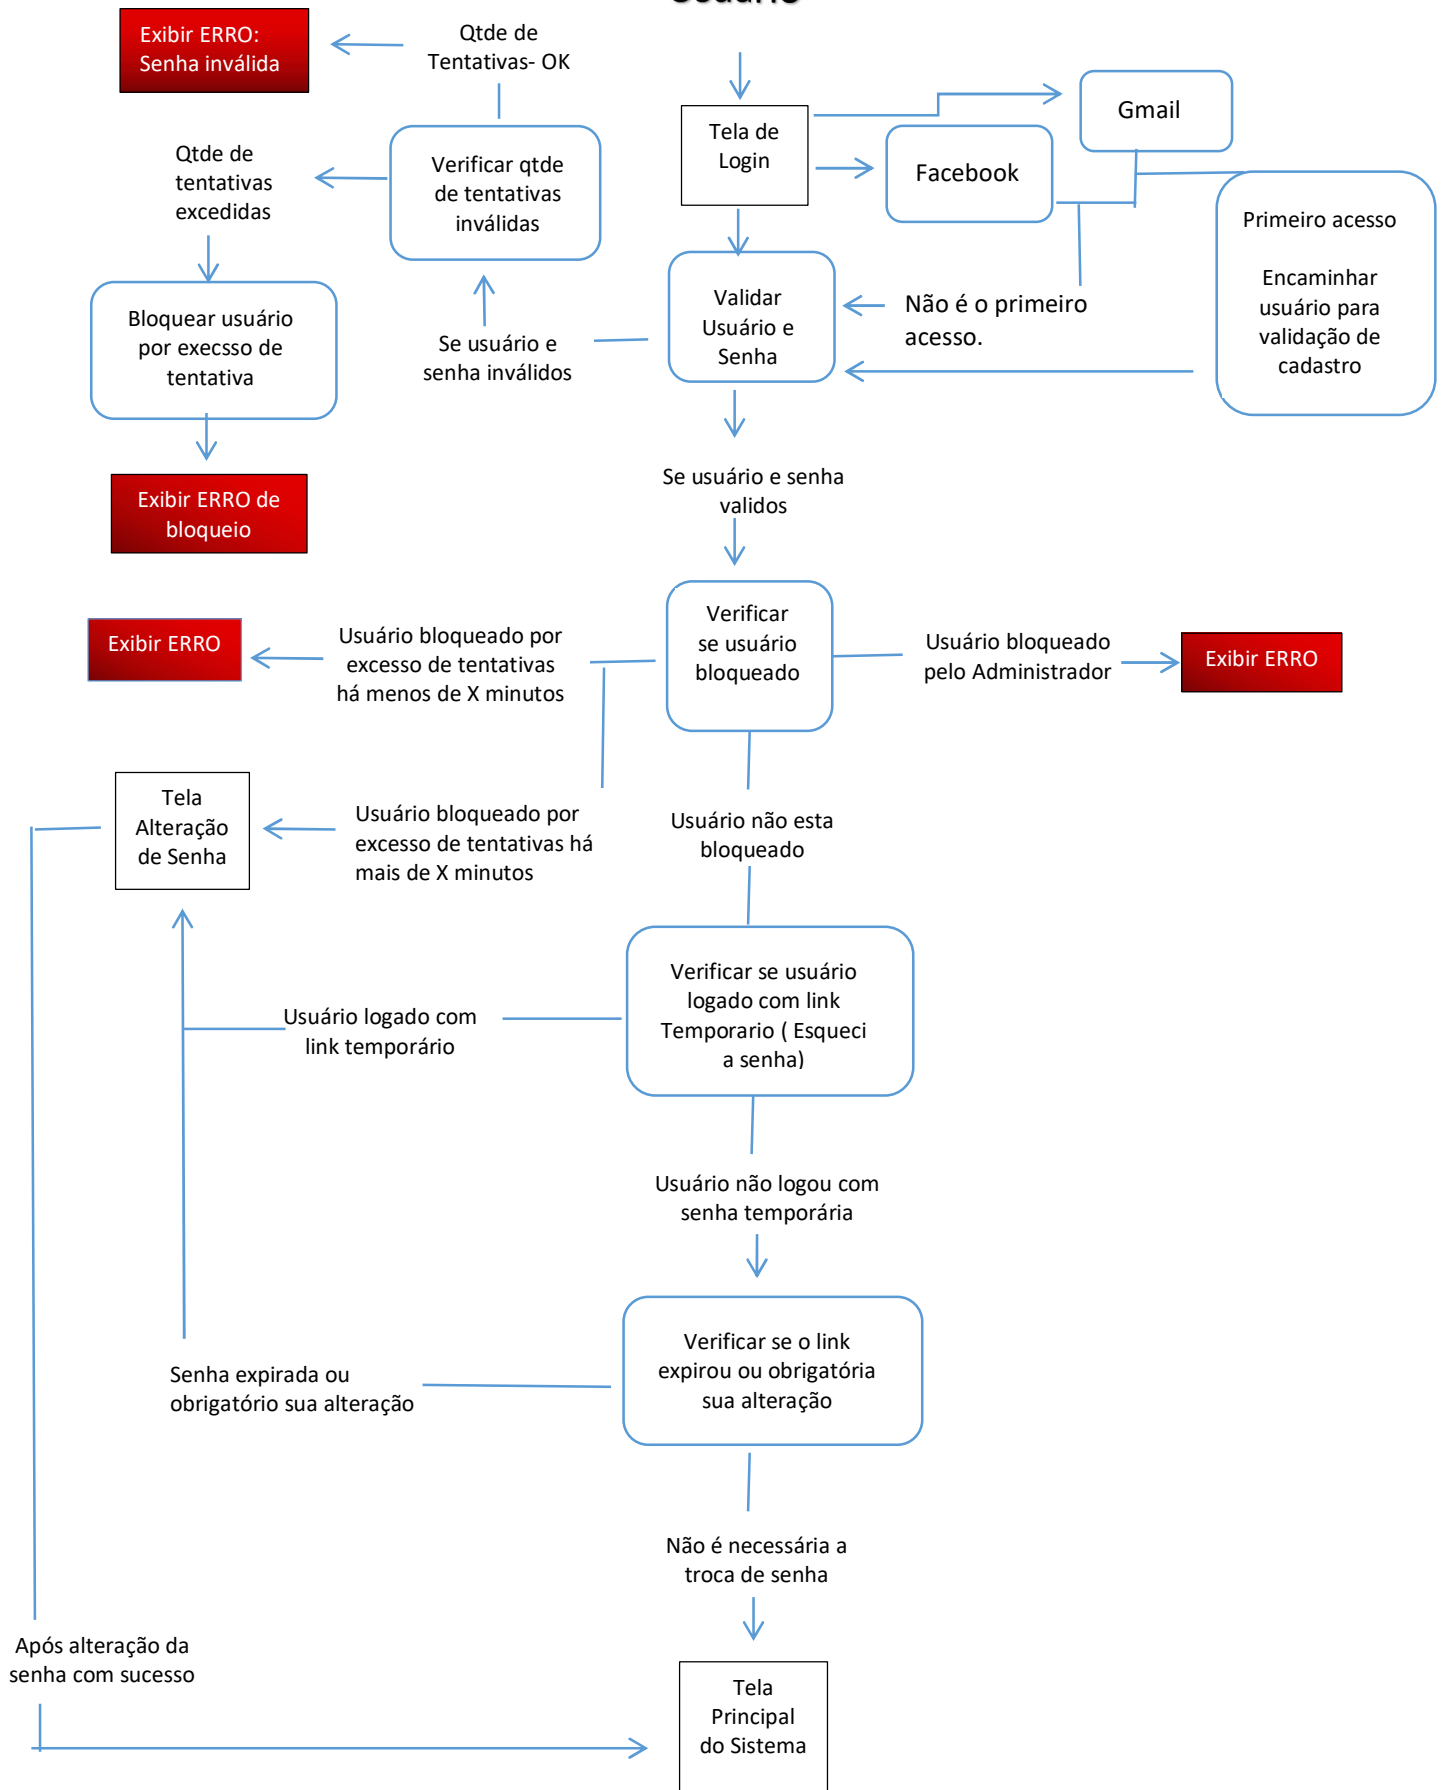 Usuário
Exibir ERRO:
Senha inválida
Qtde de
Tentativas- OK
Gmail
Tela de
Login
Facebook
Qtde de
tentativas
excedidas
Verificar qtde
de tentativas
inválidas
Primeiro acesso
Encaminhar
usuário para
validação de
cadastro
Bloquear usuário
por execsso de
tentativa
Se usuário e
senha inválidos
Validar
Usuário e
Senha
Não é o primeiro
acesso.
Exibir ERRO de
bloqueio
Se usuário e senha
validos
Exibir ERRO
Usuário bloqueado por
excesso de tentativas
há menos de X minutos
Verificar
se usuário
bloqueado
Usuário bloqueado
pelo Administrador
Exibir ERRO
Tela
Alteração
de Senha
Usuário bloqueado por
excesso de tentativas há
mais de X minutos
Usuário não esta
bloqueado
Verificar se usuário
logado com link
Temporario ( Esqueci
a senha)
Usuário logado com
link temporário
Usuário não logou com
senha temporária
Verificar se o link
expirou ou obrigatória
sua alteração
Senha expirada ou
obrigatório sua alteração
Não é necessária a
troca de senha
Após alteração da
senha com sucesso
Tela
Principal
do Sistema